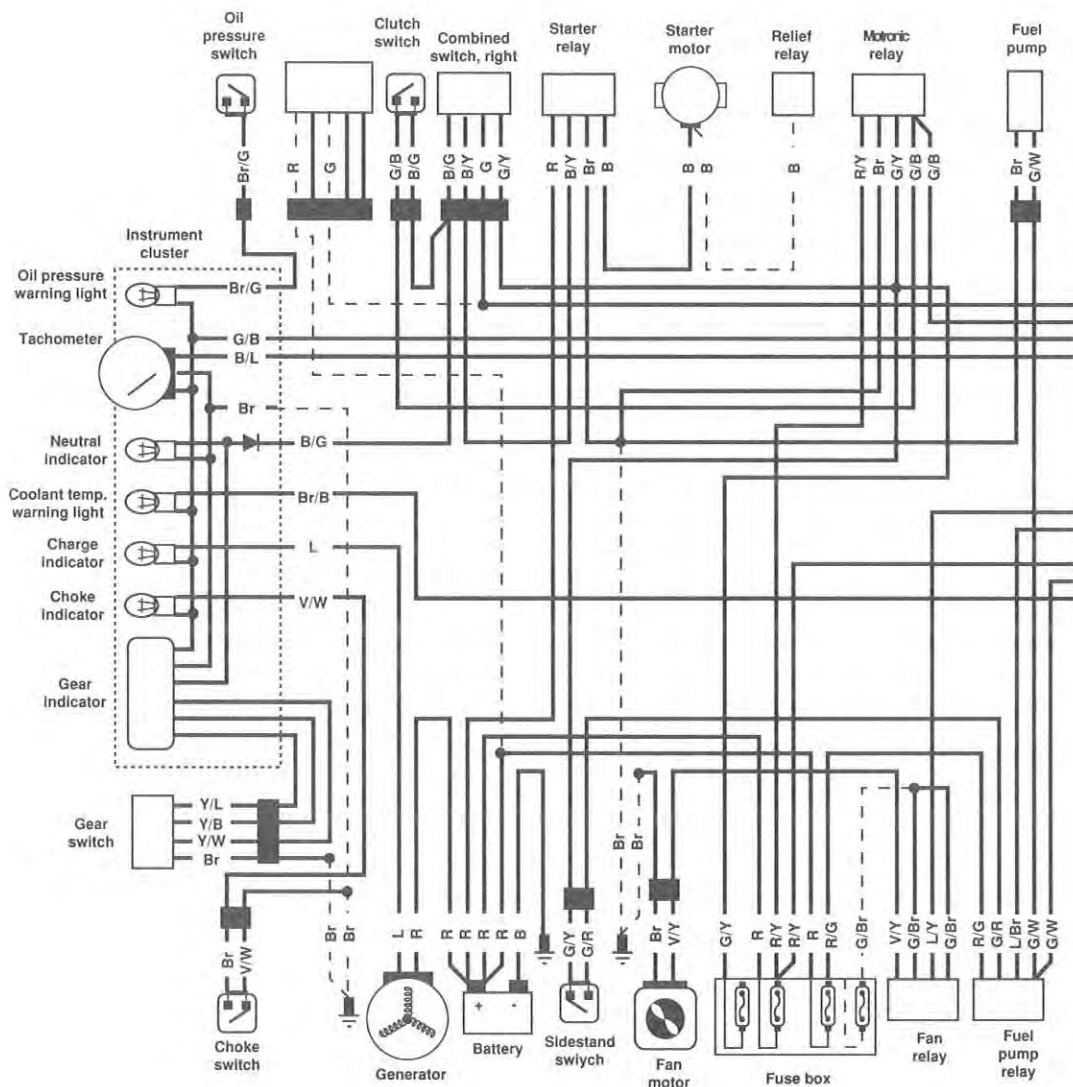 Oil
pressure
switch
Clutch
switch
Combined
switch, right
Starter
relay
Starter
motor
Relief
relay
Motronic
relay
Fuel
pump
Br/G
R
G
G/B
B/G
B/G
B/Y
G
G/Y
R
B/Y
Br
B
B
B
B
R/Y
Br
G/Y
G/B
G/B
Br
G/W
Instrument
cluster
Oil pressure
warning light
Br/G
Tachometer
G/B
B/L
Br
Neutral
indicator
B/G
Coolant temp.
warning light
Br/B
Charge
indicator
L
Choke
indicator
V/W
Gear
indicator
Gear
switch
Y/L
Y/B
Y/W
Br
Br
Br
Br
V/W
Br
Br
L
R
R
R
R
R
B
G/Y
G/R
Br
V/Y
G/Y
R
R/Y
R/Y
R
R/G
G/Br
V/Y
G/Br
L/Y
G/Br
R/G
G/R
L/Br
G/W
G/W
+
-
Choke
switch
Generator
Battery
Sidestand
swiych
Fan
motor
Fuse box
Fan
relay
Fuel
pump
relay